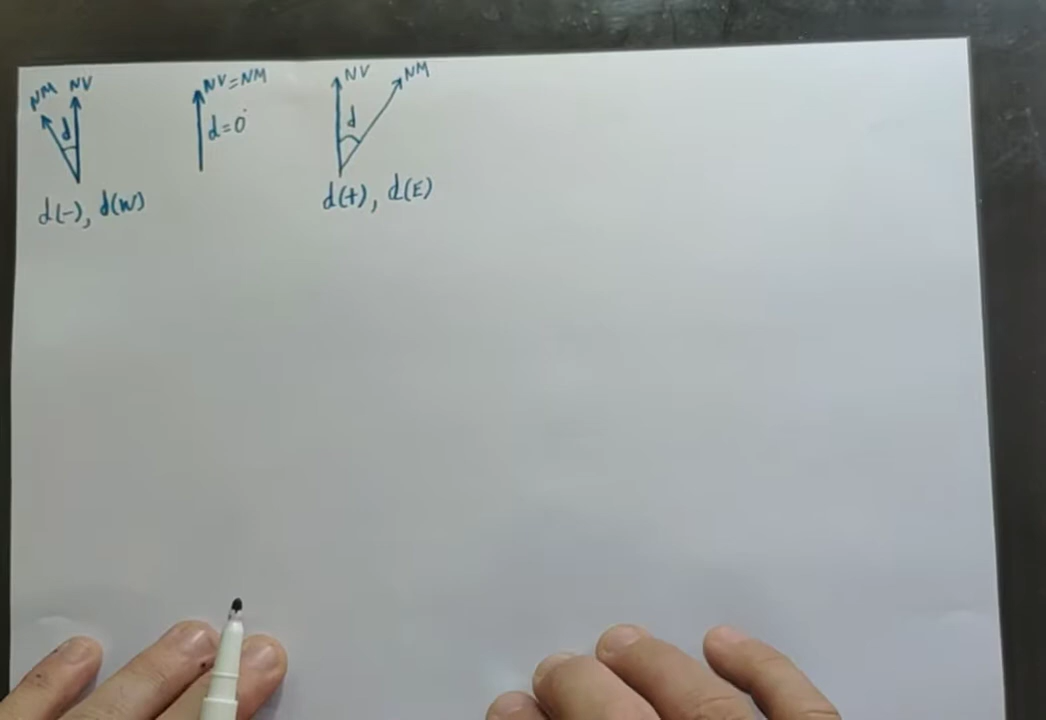 NM NV
d
d(-), d(W)
NV=NM
d=0°
NV NM
d
d(+), d(E)